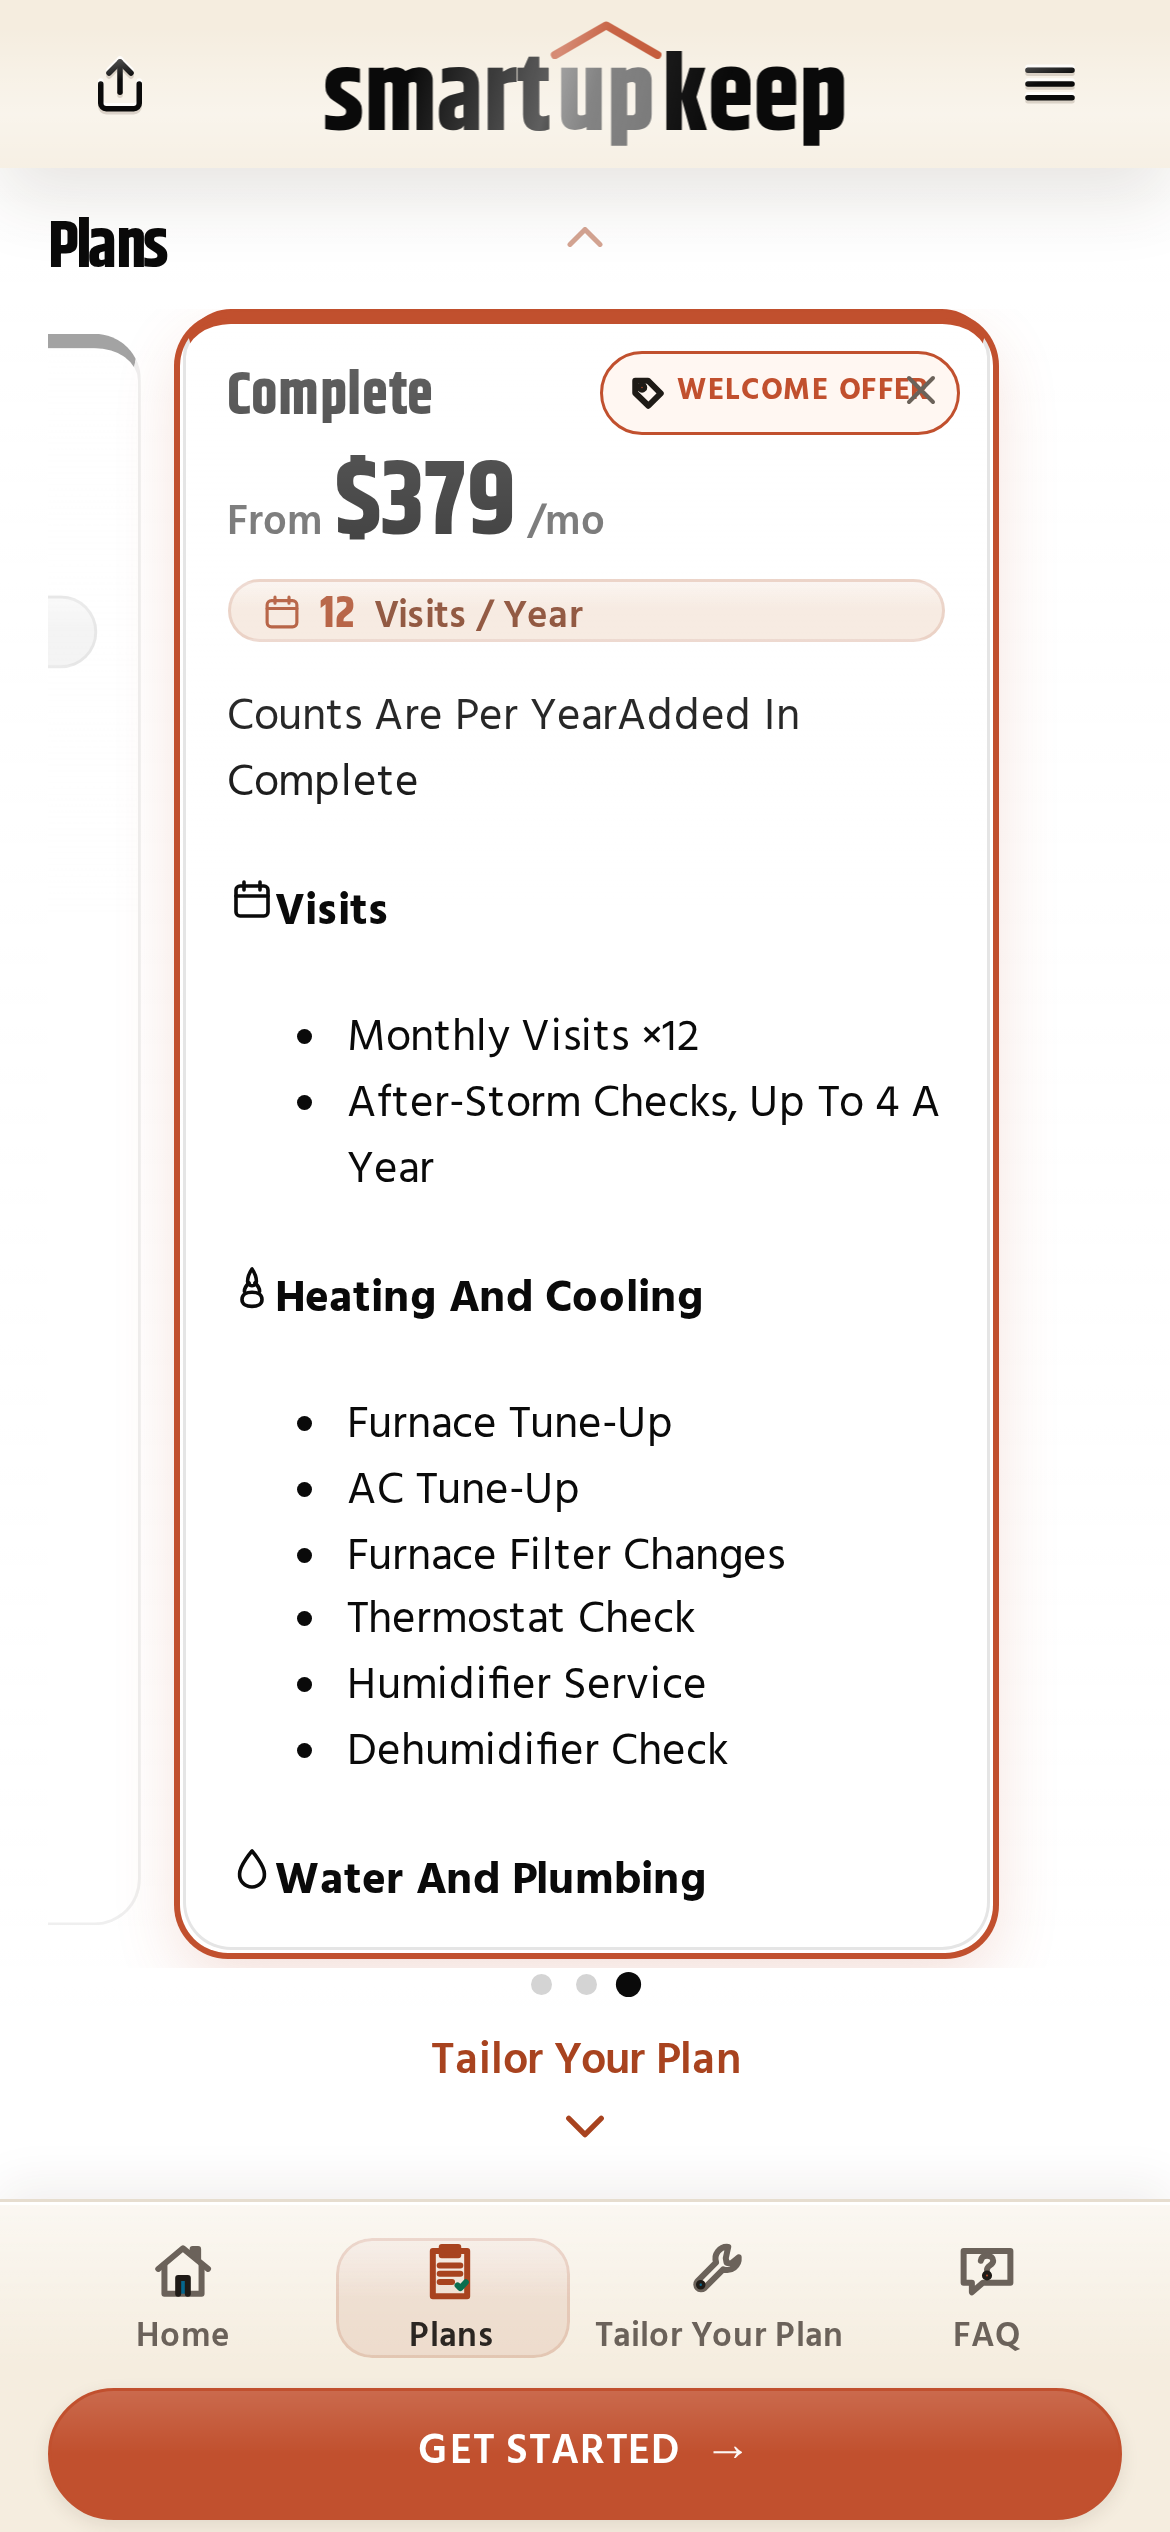 smartupkeep
Plans
Complete
WELCOME OFFER
From $379 /mo
12 Visits / Year
Counts Are Per YearAdded In
Complete
Visits
• Monthly Visits ×12
• After-Storm Checks, Up To 4 A
Year
Heating And Cooling
• Furnace Tune-Up
• AC Tune-Up
• Furnace Filter Changes
• Thermostat Check
• Humidifier Service
• Dehumidifier Check
Water And Plumbing
Tailor Your Plan
Home
Plans
Tailor Your Plan
FAQ
GET STARTED →